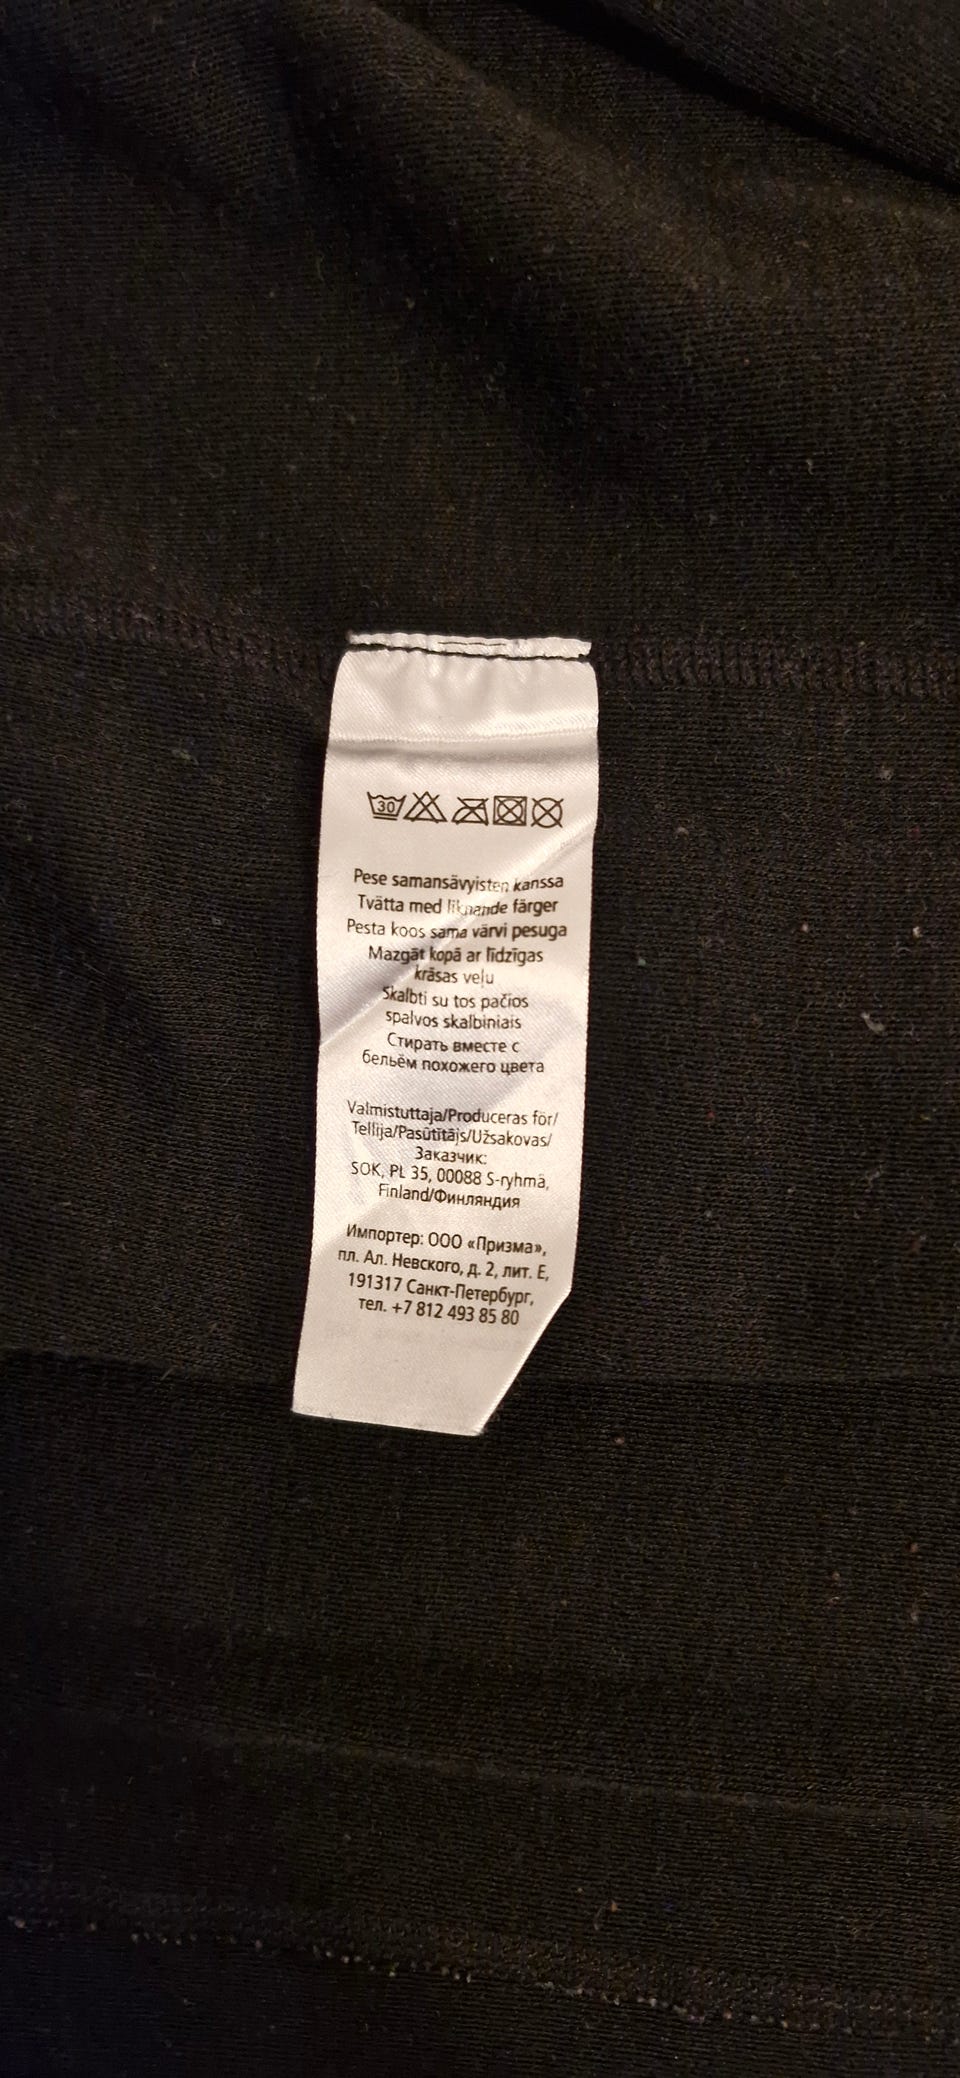 30
Pese samansävyisten kanssa
Tvätta med liknande färger
Pesta koos sama värvi pesuga
Mazgāt kopā ar līdzīgas
krāsas veļu
Skalbti su tos pačios
spalvos skalbiniais
Стирать вместе с
бельём похожего цвета
Valmistuttaja/Produceras för/
Tellija/Pasūtītājs/Užsakovas/
Заказчик:
SOK, PL 35, 00088 S-ryhmä,
Finland/Финляндия
Импортер: ООО «Призма»,
пл. Ал. Невского, д. 2, лит. Е,
191317 Санкт-Петербург,
тел. +7 812 493 85 80